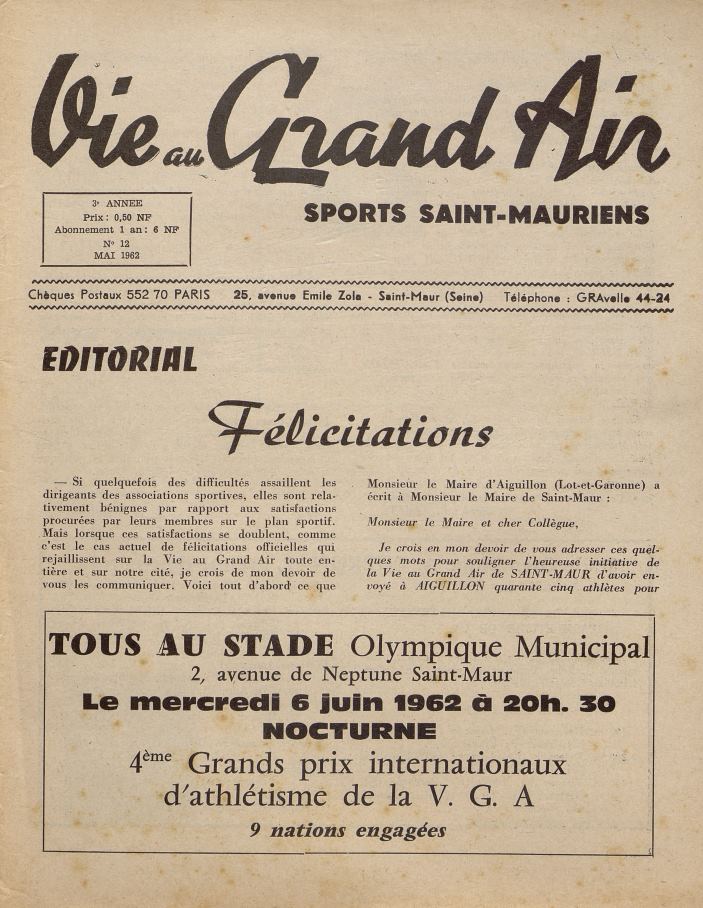 Vie au Grand Air
SPORTS SAINT-MAURIENS
3e ANNEE
Prix : 0,50 NF
Abonnement 1 an : 6 NF
No 12
MAI 1962
Chèques Postaux 552 70 PARIS 25, avenue Emile Zola - Saint-Maur (Seine) Téléphone : GRAvelle 44-24
EDITORIAL
Félicitations
— Si quelquefois des difficultés assaillent les
dirigeants des associations sportives, elles sont rela-
tivement bénignes par rapport aux satisfactions
procurées par leurs membres sur le plan sportif.
Mais lorsque ces satisfactions se doublent, comme
c'est le cas actuel de félicitations officielles qui
rejaillissent sur la Vie au Grand Air toute en-
tière et sur notre cité, je crois de mon devoir de
vous les communiquer. Voici tout d'abord ce que
Monsieur le Maire d'Aiguillon (Lot-et-Garonne) a
écrit à Monsieur le Maire de Saint-Maur :
Monsieur le Maire et cher Collègue,
Je crois en mon devoir de vous adresser ces quel-
ques mots pour souligner l'heureuse initiative de
la Vie au Grand Air de SAINT-MAUR d'avoir en-
voyé à AIGUILLON quarante cinq athlètes pour
TOUS AU STADE Olympique Municipal
2, avenue de Neptune Saint-Maur
Le mercredi 6 juin 1962 à 20h. 30
NOCTURNE
4ème Grands prix internationaux
d'athlétisme de la V. G. A
9 nations engagées